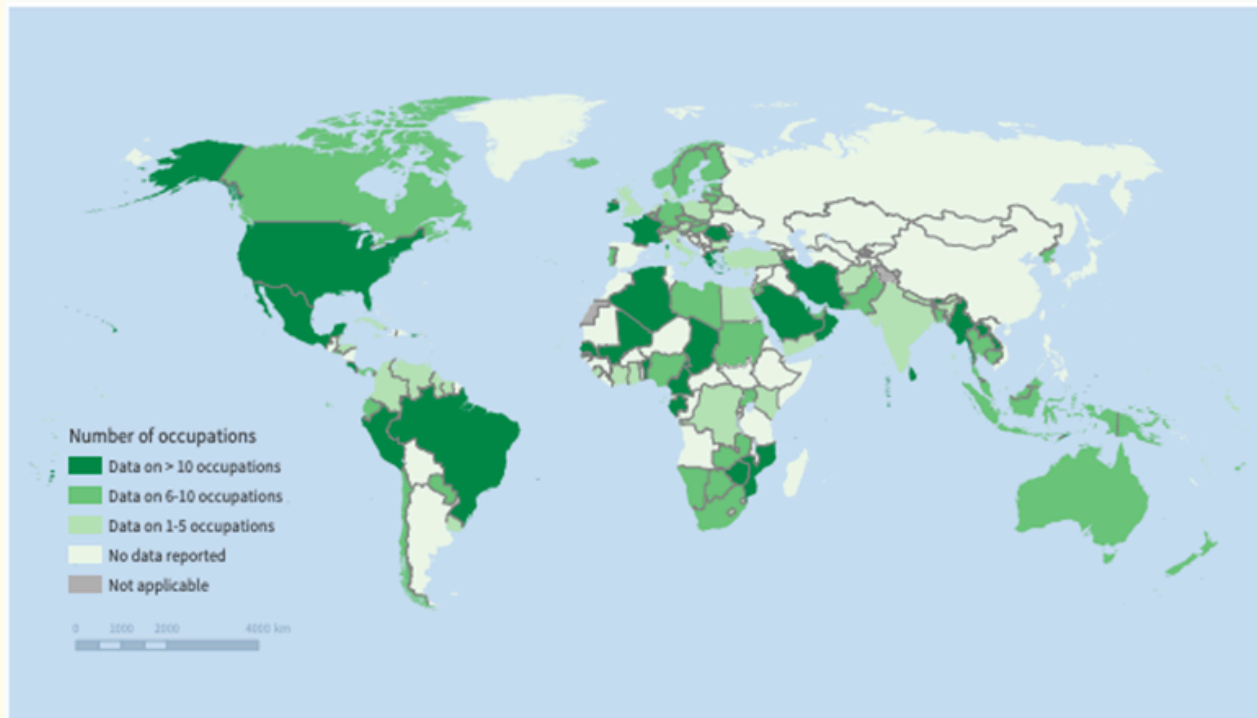 Number of occupations
Data on > 10 occupations
Data on 6-10 occupations
Data on 1-5 occupations
No data reported
Not applicable
0 1000 2000 4000 km